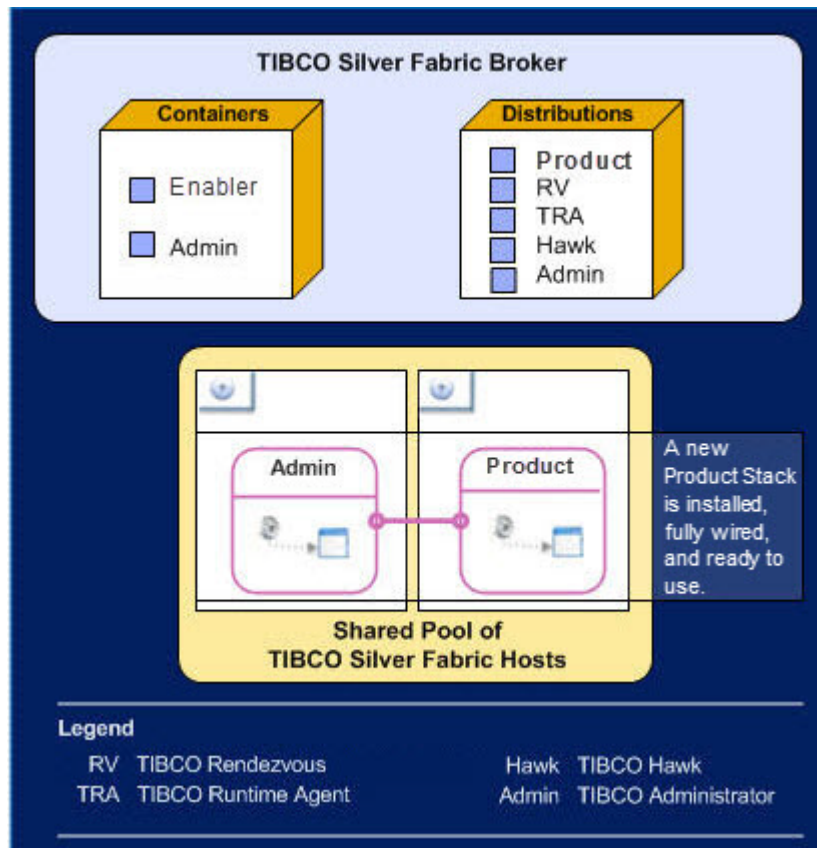 TIBCO Silver Fabric Broker
Containers
Enabler
Admin
Distributions
Product
RV
TRA
Hawk
Admin
Admin
Product
A new
Product Stack
is installed,
fully wired,
and ready to
use.
Shared Pool of
TIBCO Silver Fabric Hosts
Legend
RV TIBCO Rendezvous
TRA TIBCO Runtime Agent
Hawk TIBCO Hawk
Admin TIBCO Administrator